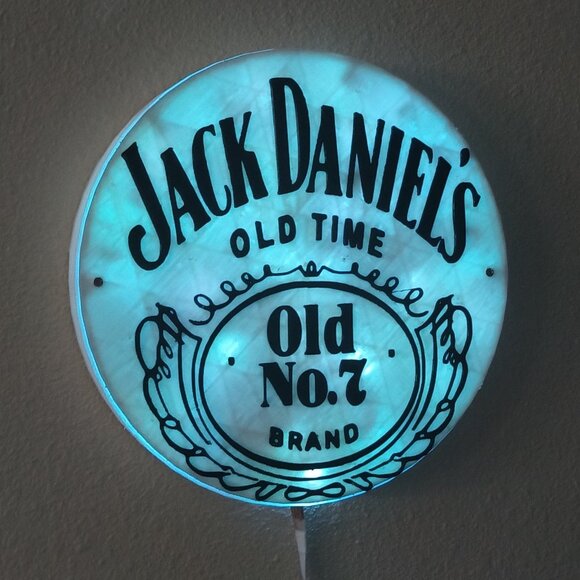 JACK DANIEL'S
OLD TIME
Old
No.7
BRAND